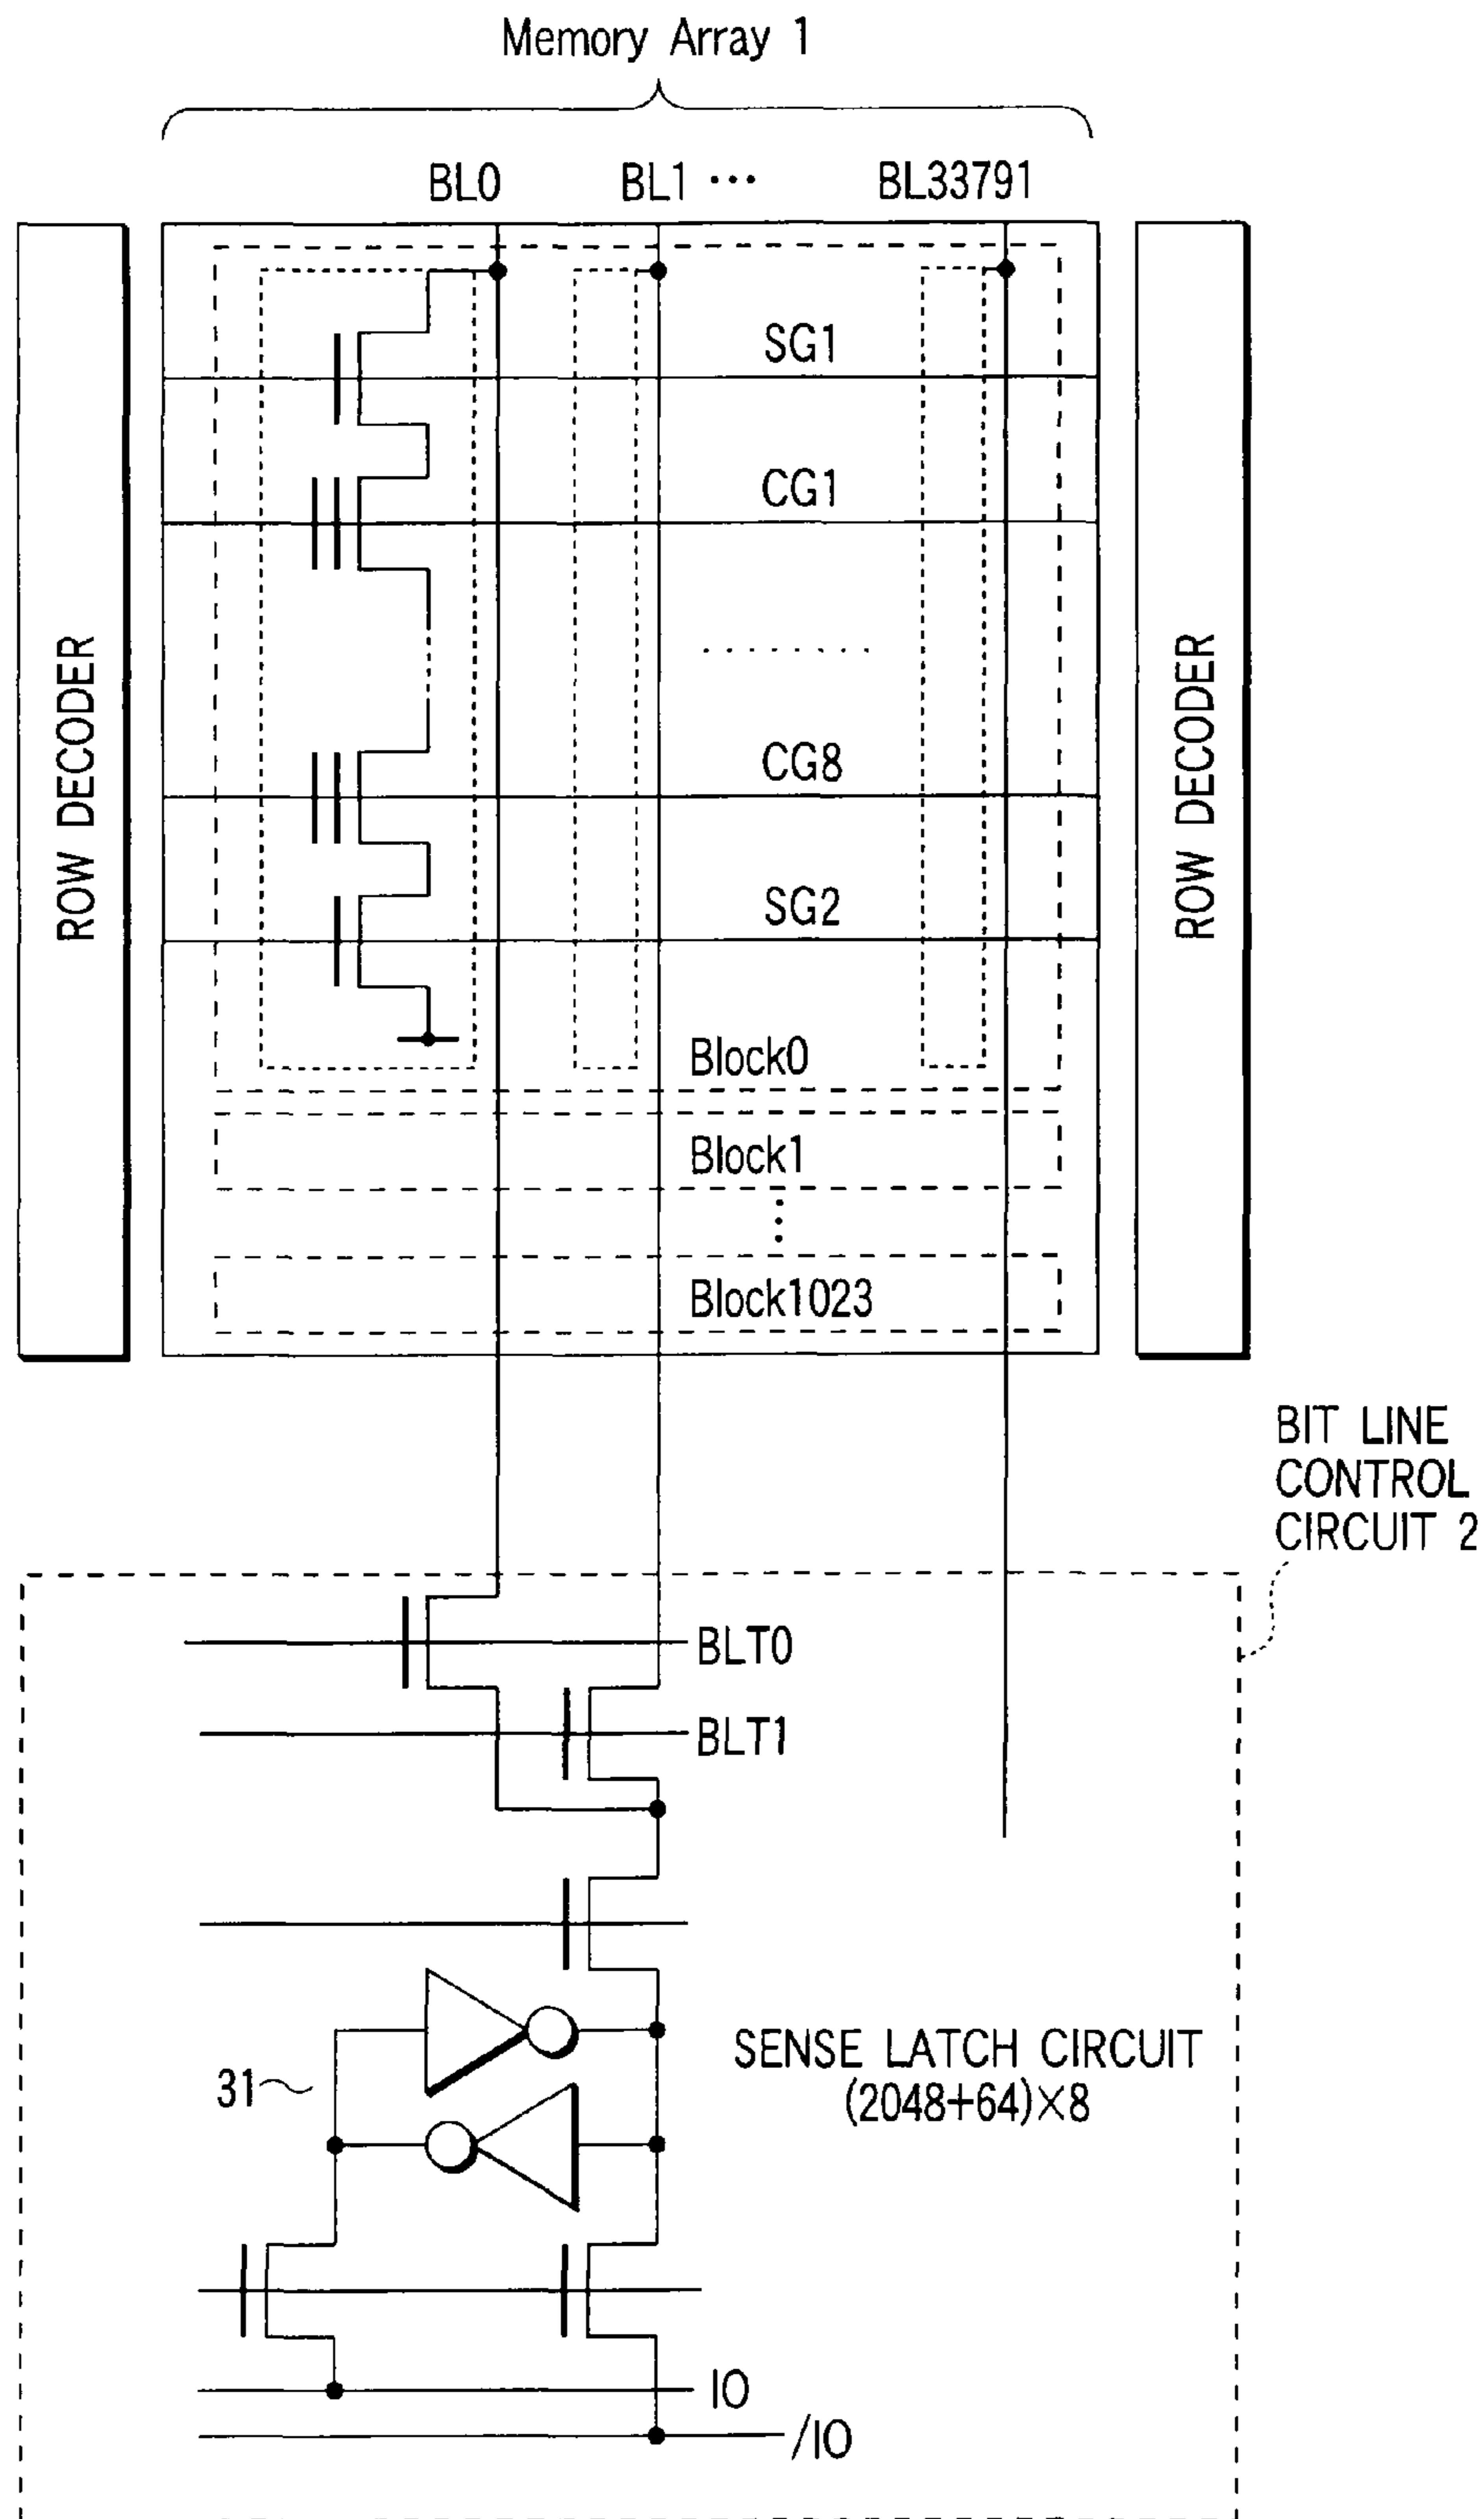 Memory Array 1
BL0 BL1 ··· BL33791
SG1
CG1
ROW DECODER
ROW DECODER
CG8
SG2
Block0
Block1
Block1023
BIT LINE
CONTROL
CIRCUIT 2
BLT0
BLT1
SENSE LATCH CIRCUIT
(2048+64)×8
31
IO
/IO